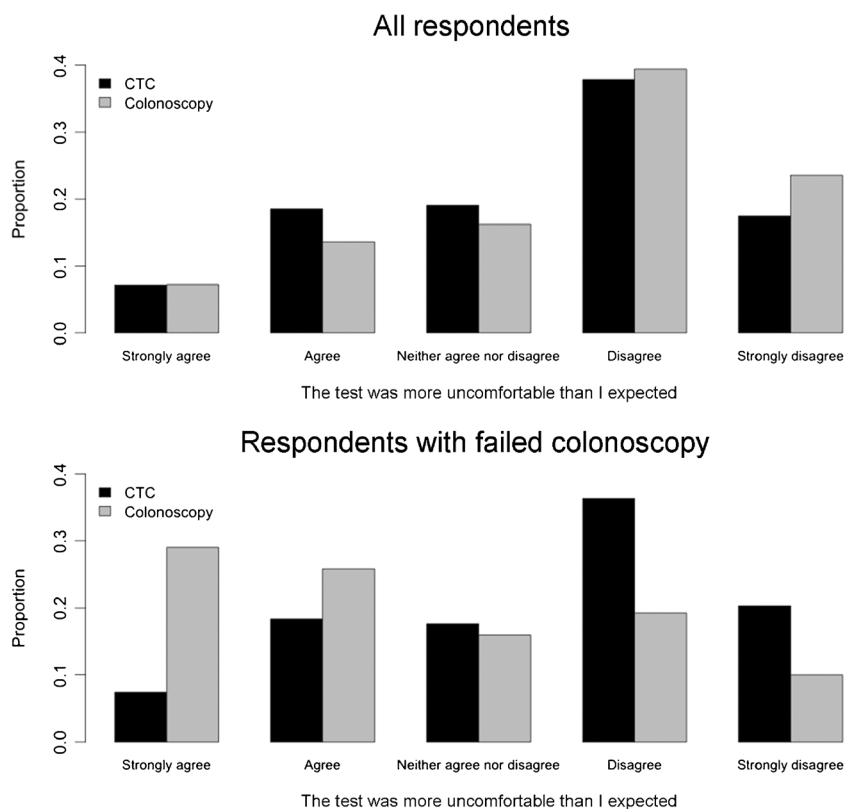 All respondents
CTC
Colonoscopy
Proportion
0.4
0.3
0.2
0.1
0.0
Strongly agree Agree Neither agree nor disagree Disagree Strongly disagree
The test was more uncomfortable than I expected
Respondents with failed colonoscopy
CTC
Colonoscopy
Proportion
0.4
0.3
0.2
0.1
0.0
Strongly agree Agree Neither agree nor disagree Disagree Strongly disagree
The test was more uncomfortable than I expected